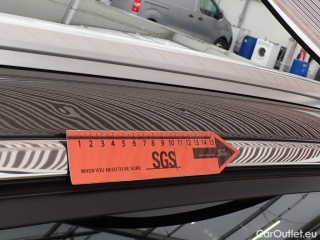 1 2 3 4 5 6 7 8 9 10 11 12 13 14 15
WHEN YOU NEED TO BE SURE
SGS
SGS
CarOutlet.eu